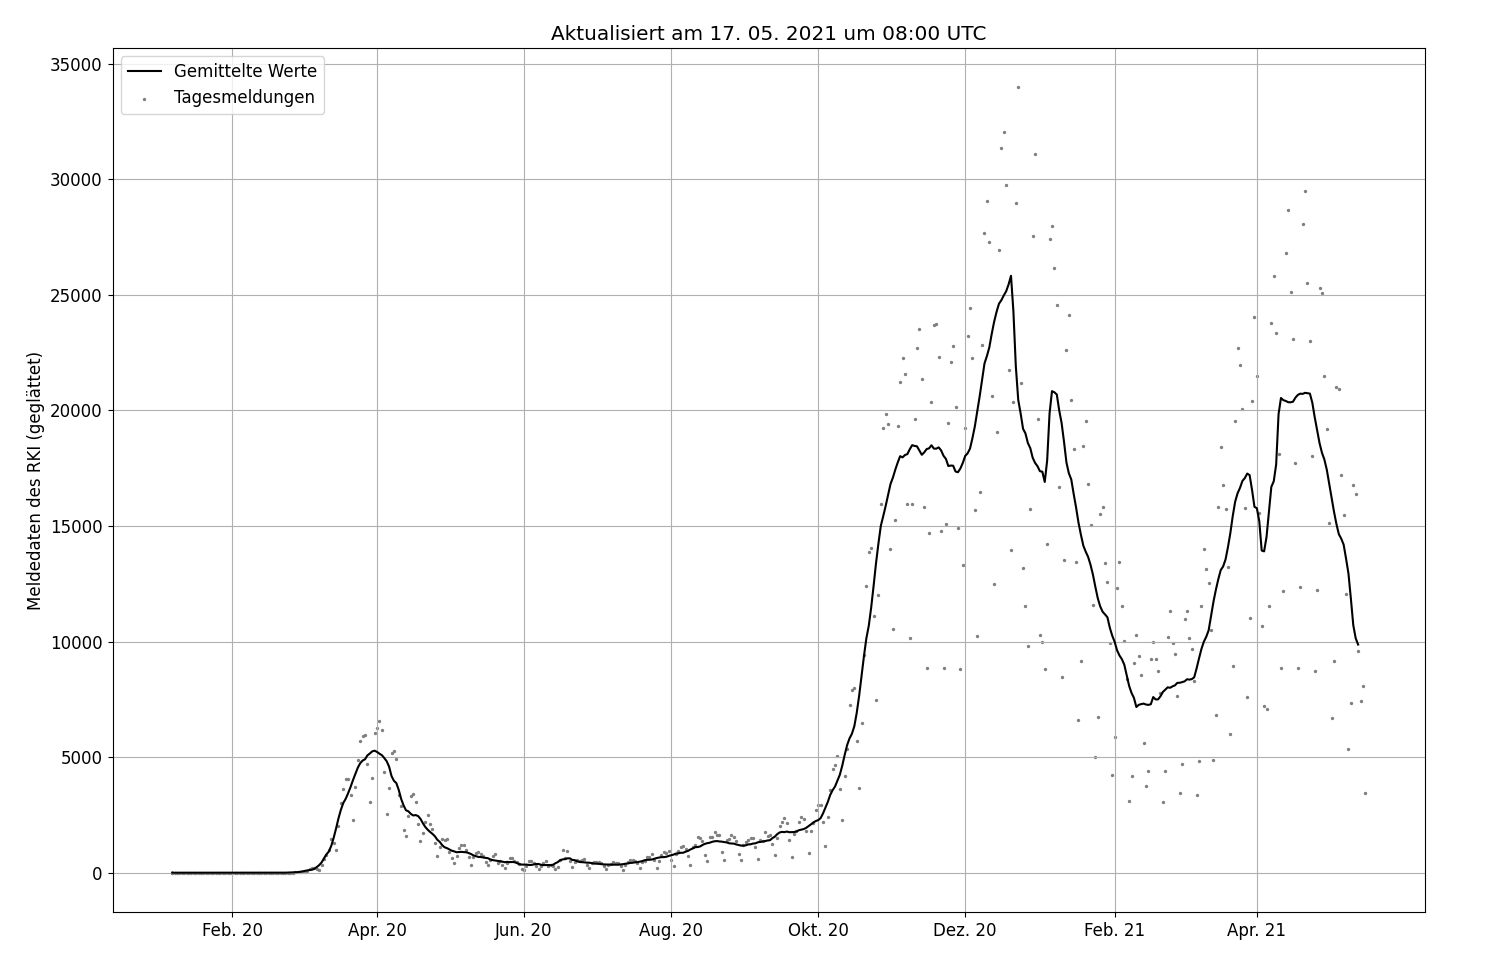 Aktualisiert am 17. 05. 2021 um 08:00 UTC
Gemittelte Werte
Tagesmeldungen
Meldedaten des RKI (geglättet)
35000
30000
25000
20000
15000
10000
5000
0
Feb. 20 Apr. 20 Jun. 20 Aug. 20 Okt. 20 Dez. 20 Feb. 21 Apr. 21